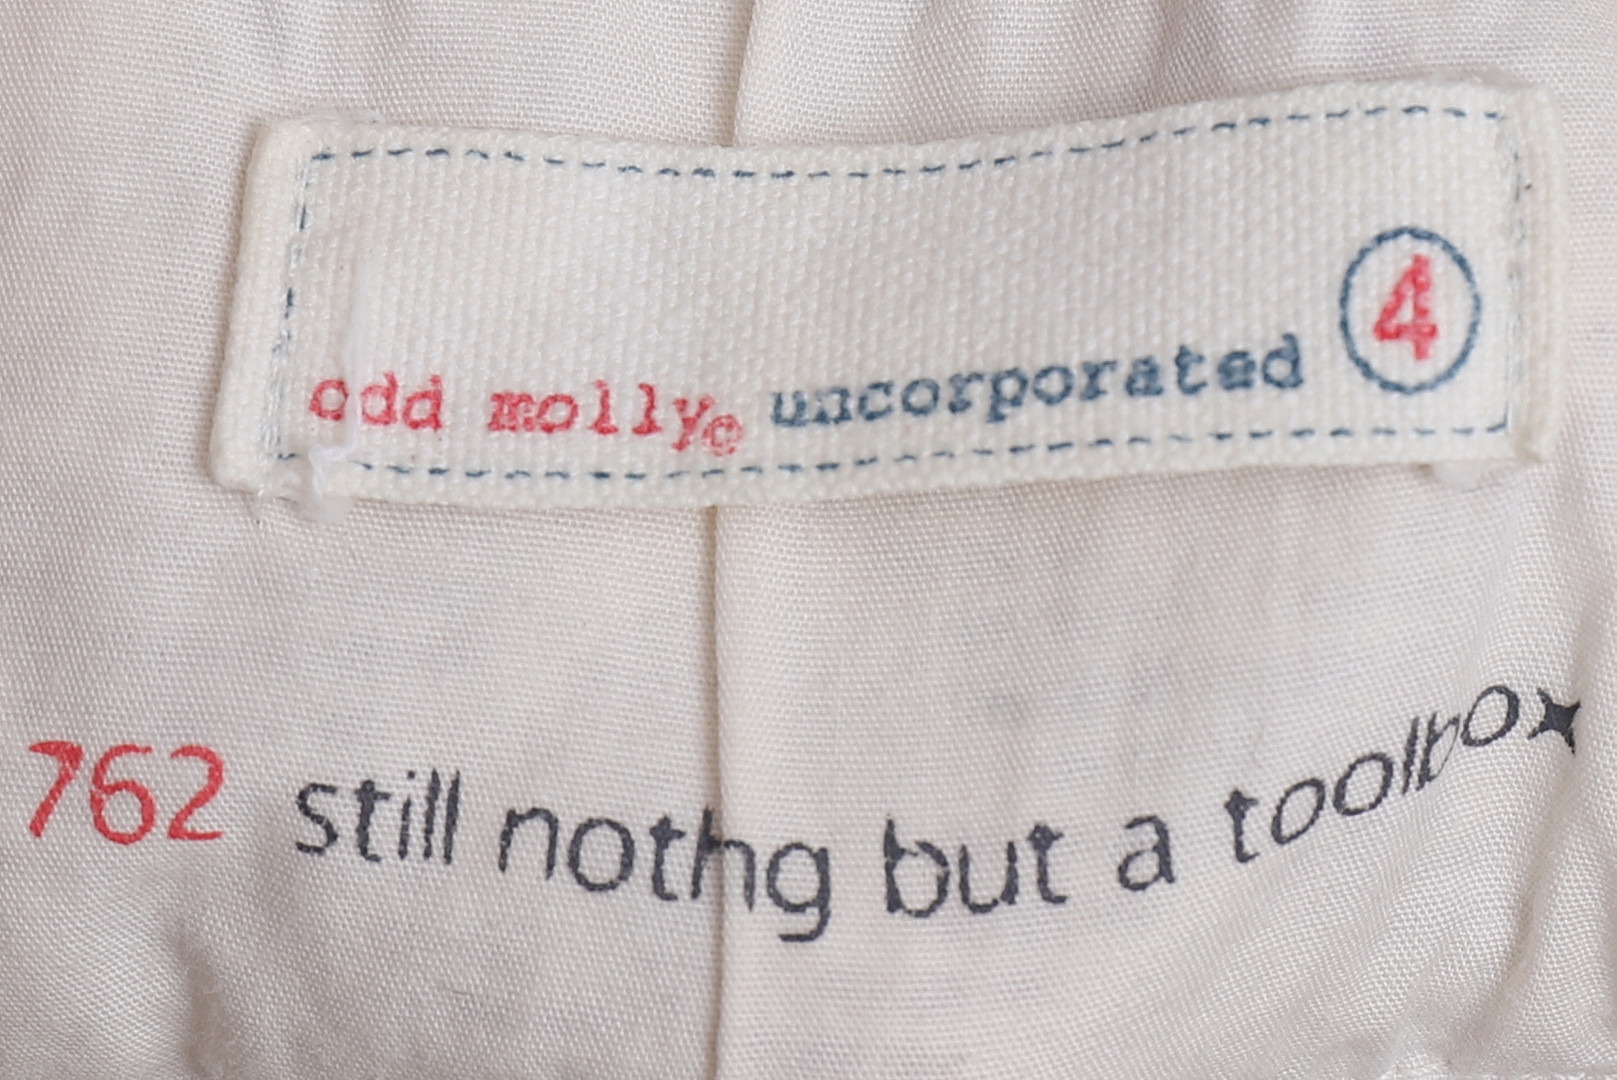 odd molly© uncorporated 4
762 still nothg but a toolbox